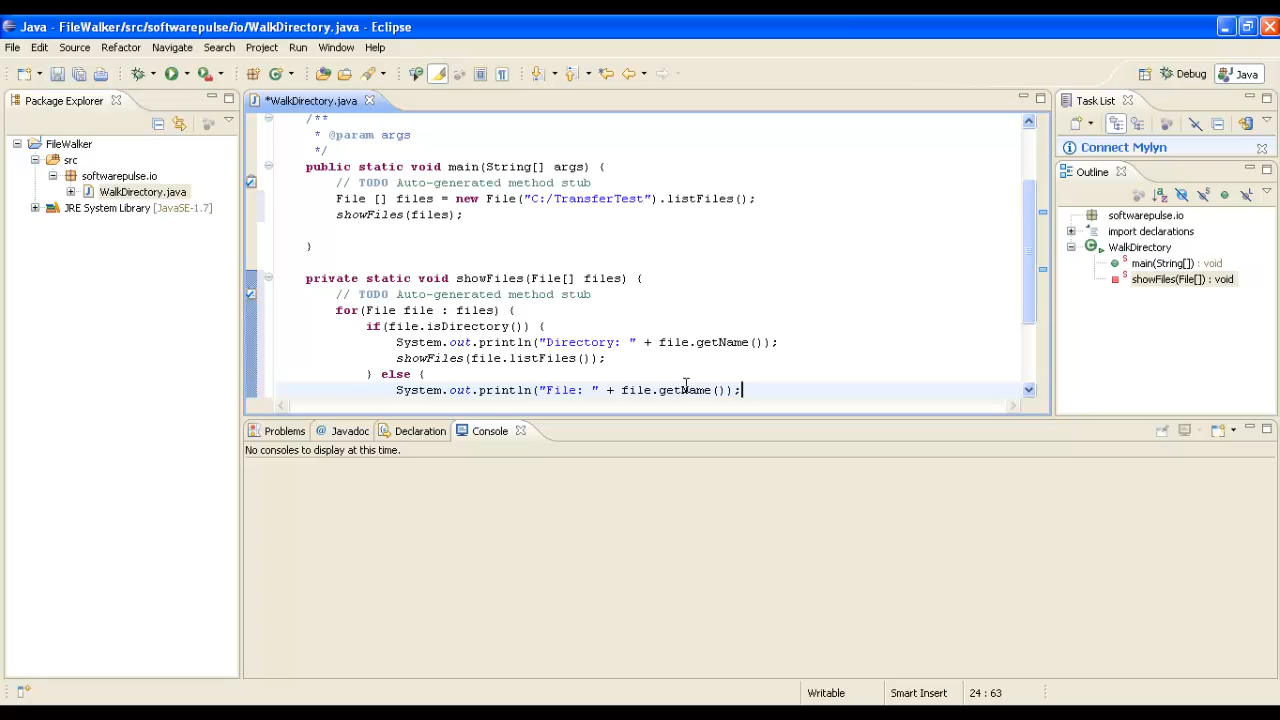 Java - FileWalker/src/softwarepulse/io/WalkDirectory.java - Eclipse
File Edit Source Refactor Navigate Search Project Run Window Help
Debug Java
Package Explorer
FileWalker
src
softwarepulse.io
WalkDirectory.java
JRE System Library [JavaSE-1.7]
*WalkDirectory.java
/**
* @param args
*/
public static void main(String[] args) {
// TODO Auto-generated method stub
File [] files = new File("C:/TransferTest").listFiles();
showFiles(files);
}
private static void showFiles(File[] files) {
// TODO Auto-generated method stub
for(File file : files) {
if(file.isDirectory()) {
System.out.println("Directory: " + file.getName());
showFiles(file.listFiles());
} else {
System.out.println("File: " + file.getName());
Task List
Connect Mylyn
Outline
softwarepulse.io
import declarations
WalkDirectory
main(String[]) : void
showFiles(File[]) : void
Problems Javadoc Declaration Console
No consoles to display at this time.
Writable Smart Insert 24 : 63